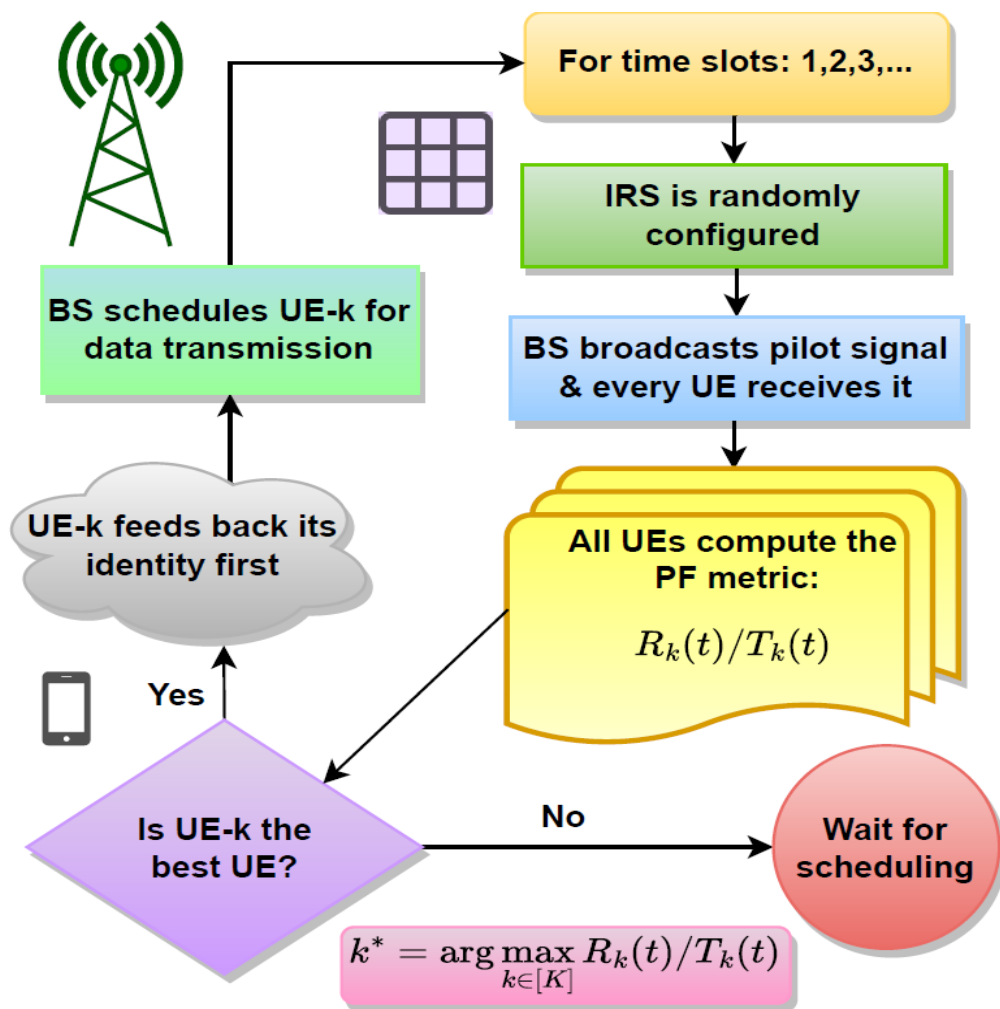 For time slots: 1,2,3,...
IRS is randomly
configured
BS broadcasts pilot signal
& every UE receives it
All UEs compute the
PF metric:
R_k(t)/T_k(t)
Is UE-k the
best UE?
Yes
No
UE-k feeds back its
identity first
BS schedules UE-k for
data transmission
Wait for
scheduling
k* = arg max R_k(t)/T_k(t)
k∈[K]